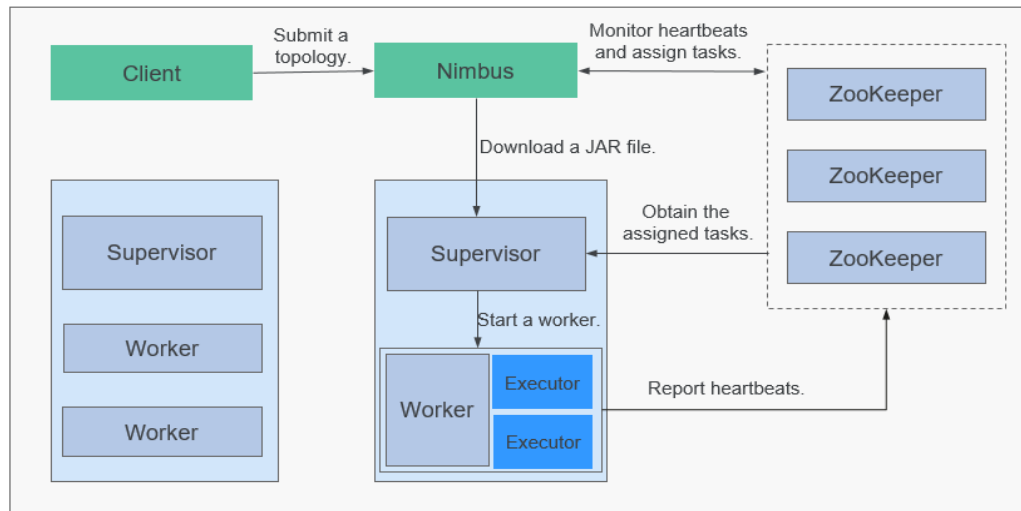 Submit a
topology.
Monitor heartbeats
and assign tasks.
Client
Nimbus
ZooKeeper
Download a JAR file.
ZooKeeper
Supervisor
Supervisor
Obtain the
assigned tasks.
ZooKeeper
Start a worker.
Worker
Worker
Worker
Executor
Executor
Report heartbeats.